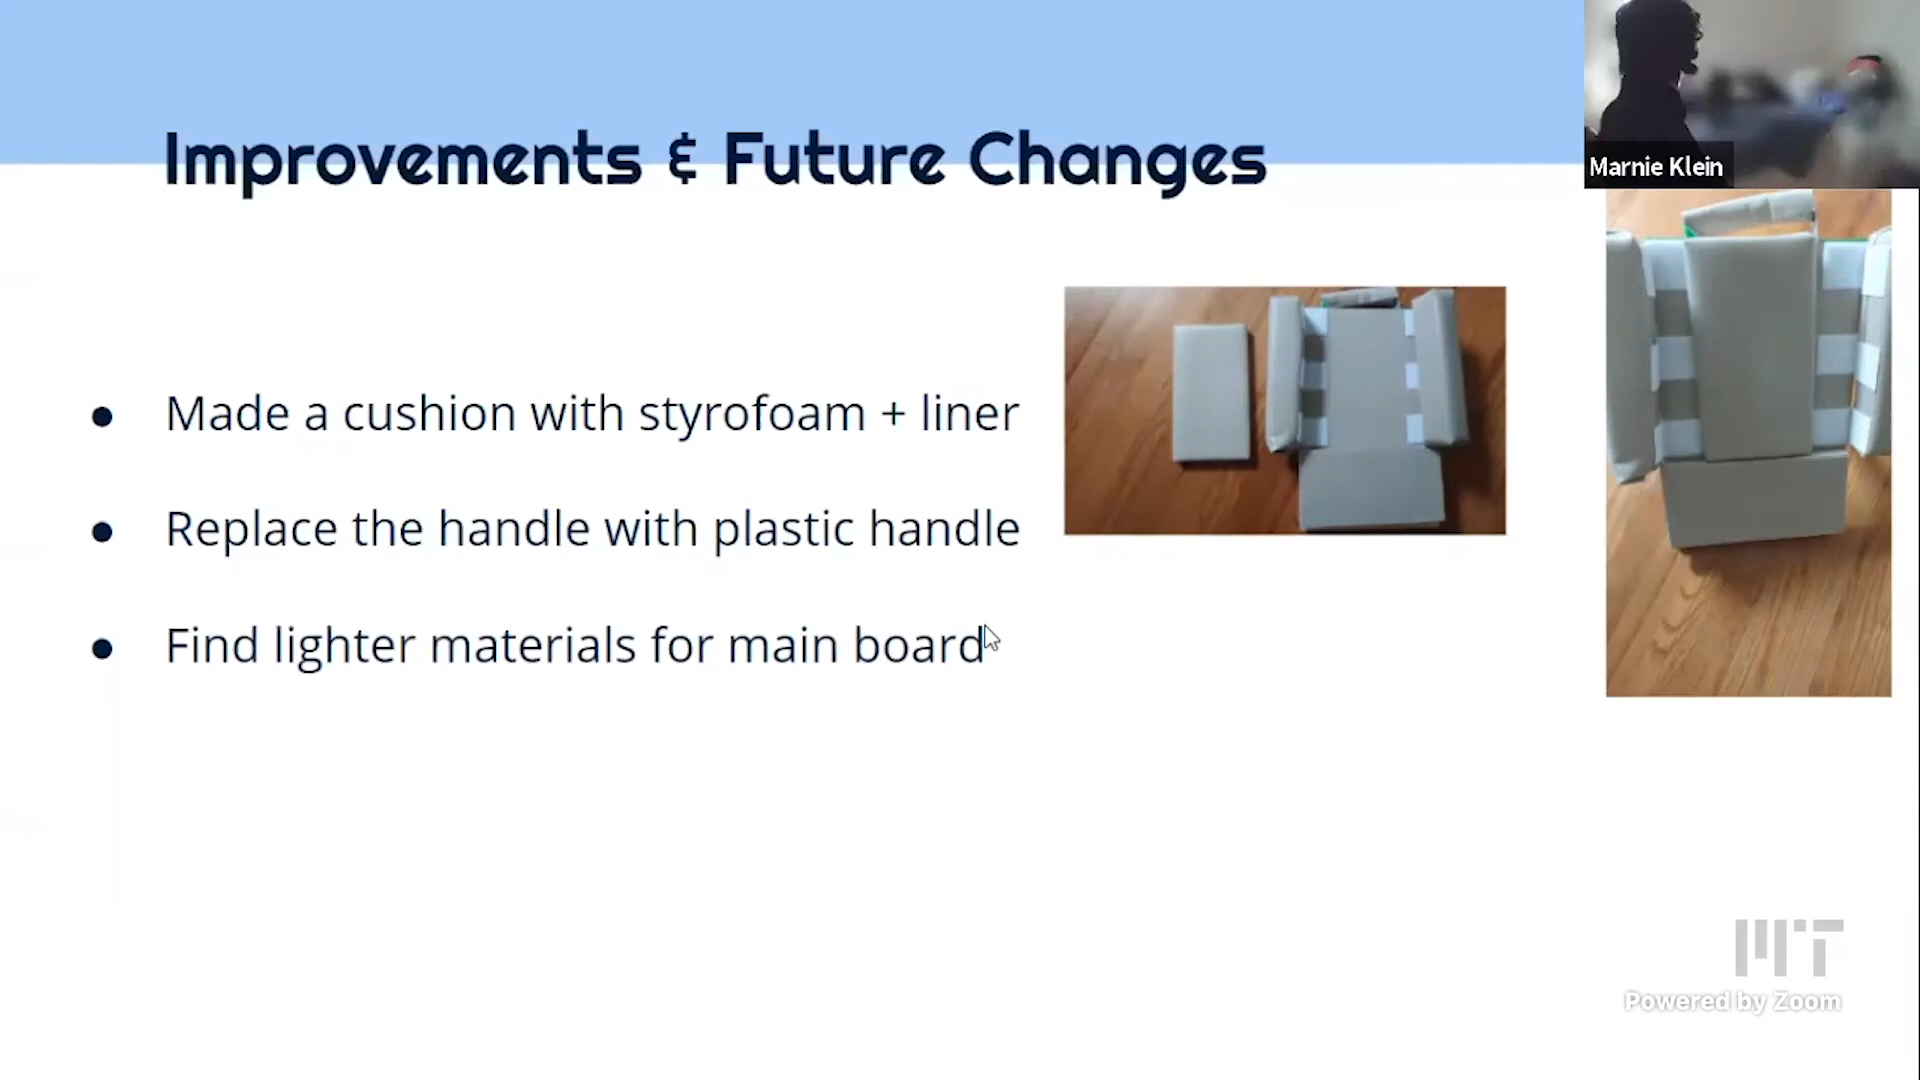 Improvements & Future Changes
Marnie Klein
● Made a cushion with styrofoam + liner
● Replace the handle with plastic handle
● Find lighter materials for main board
MIT
Powered by Zoom